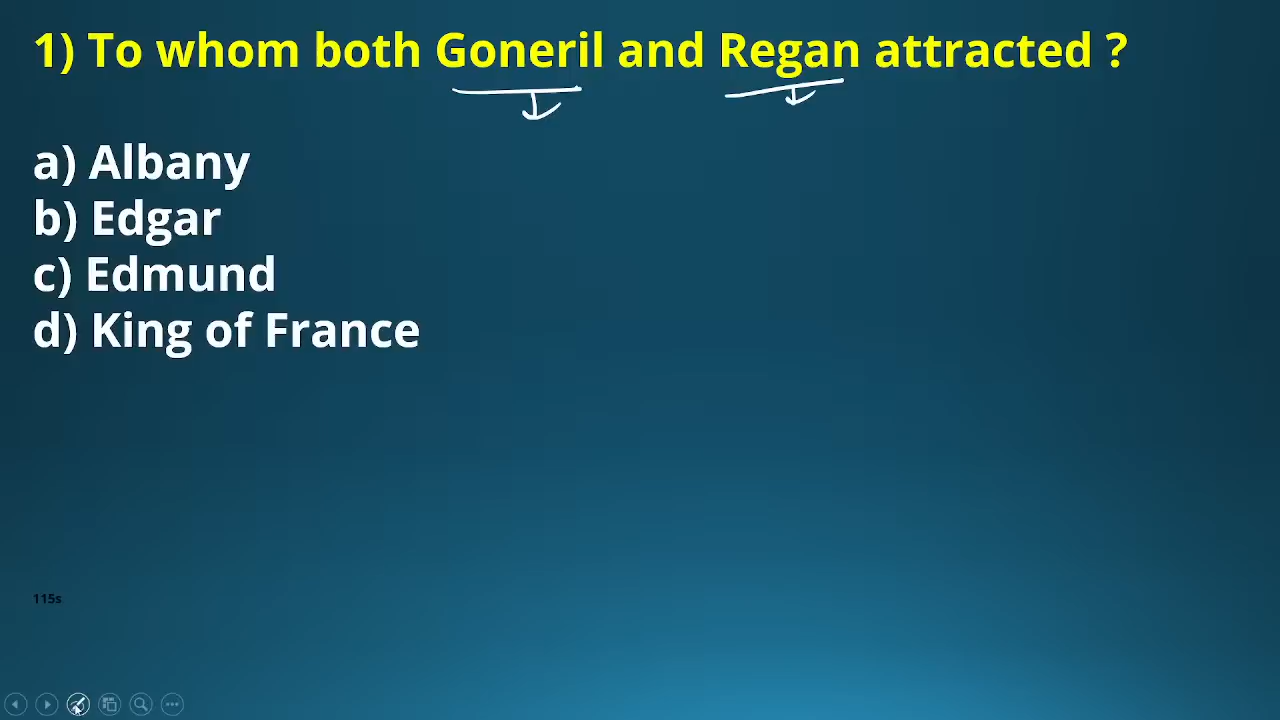 1) To whom both Goneril and Regan attracted ?
a) Albany
b) Edgar
c) Edmund
d) King of France
115s